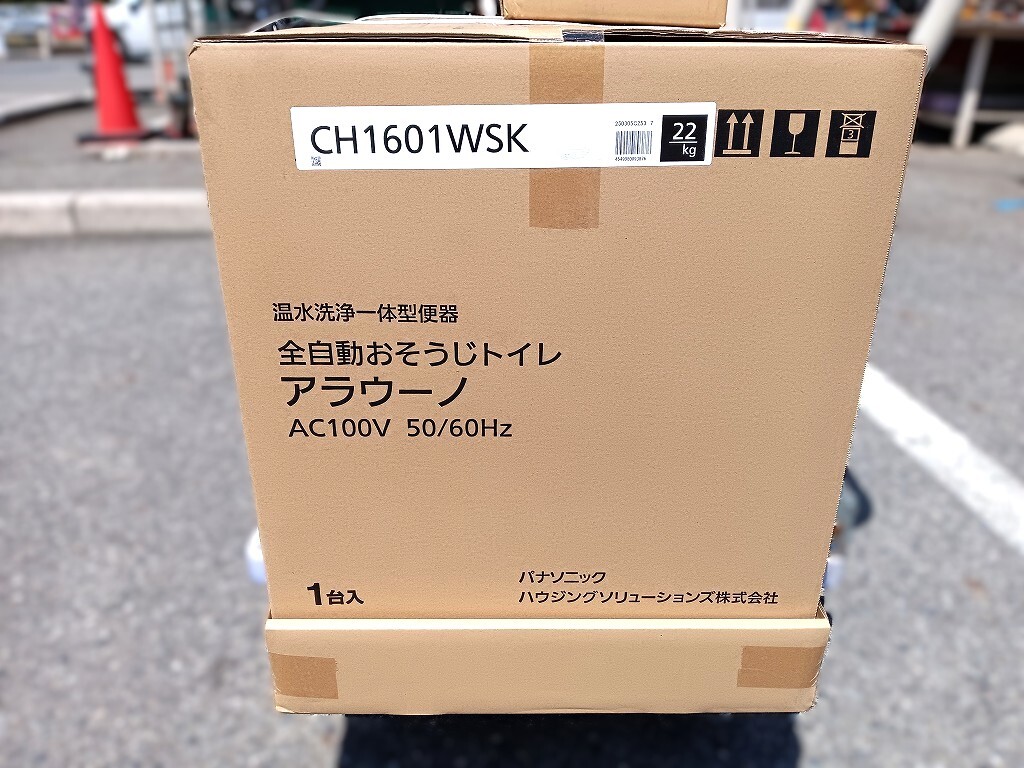 CH1601WSK
22
kg
3
温水洗浄一体型便器
全自動おそうじトイレ
アラウーノ
AC100V 50/60Hz
1台入
パナソニック
ハウジングソリューションズ株式会社